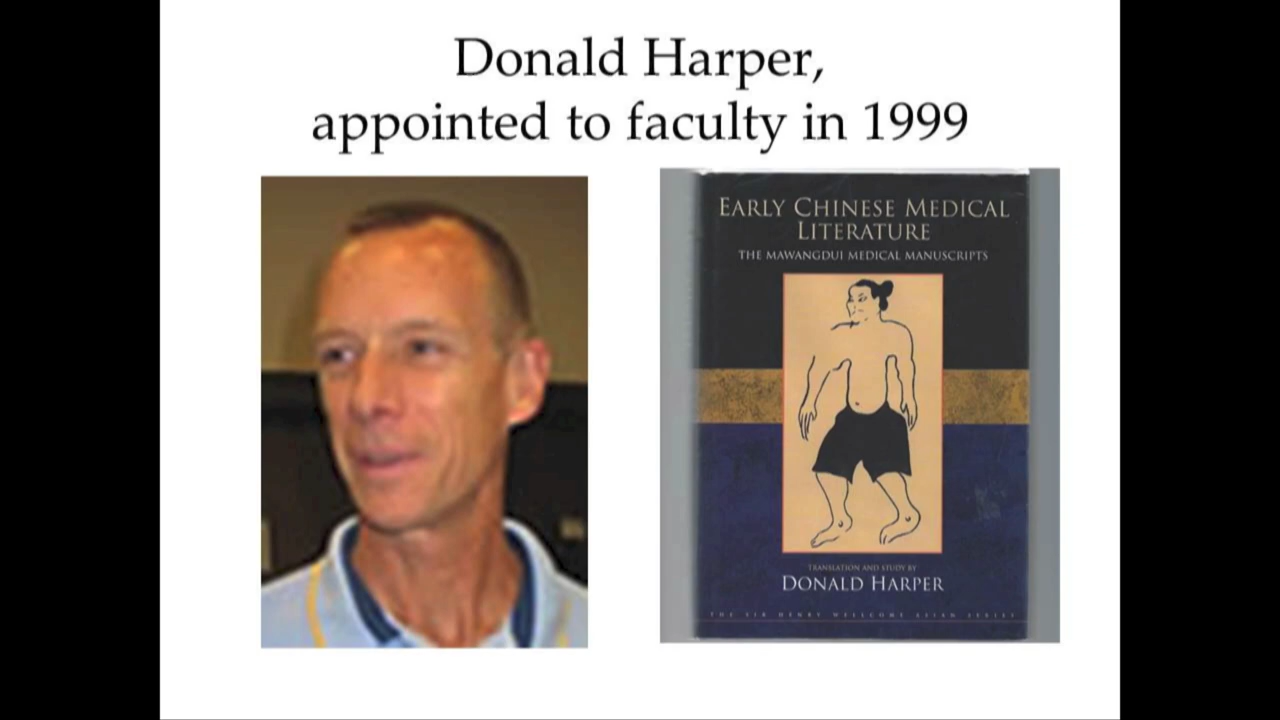 Donald Harper,
appointed to faculty in 1999
EARLY CHINESE MEDICAL
LITERATURE
THE MAWANGDUI MEDICAL MANUSCRIPTS
TRANSLATION AND STUDY BY
DONALD HARPER
THE SIR HENRY WELLCOME ASIAN SERIES